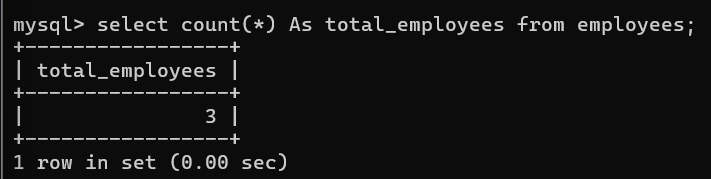 mysql> select count(*) As total_employees from employees;
+-----------------+
| total_employees |
+-----------------+
|               3 |
+-----------------+
1 row in set (0.00 sec)